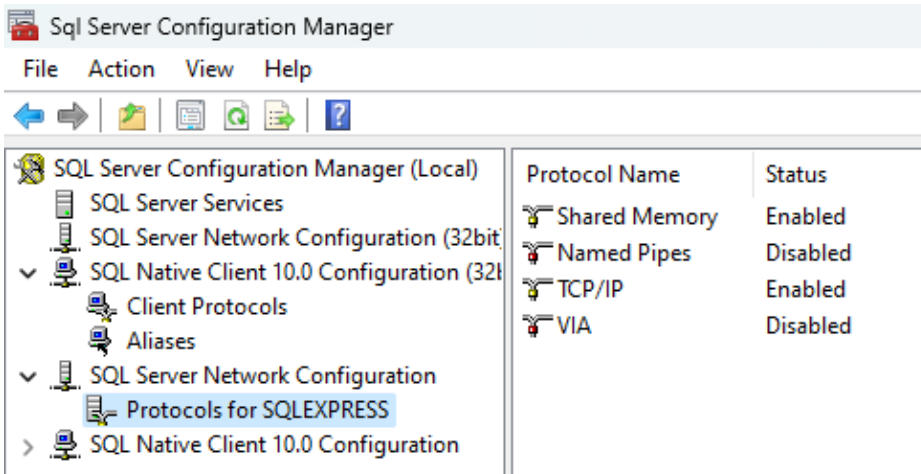 Sql Server Configuration Manager
File Action View Help
SQL Server Configuration Manager (Local)
SQL Server Services
SQL Server Network Configuration (32bit
SQL Native Client 10.0 Configuration (32
Client Protocols
Aliases
SQL Server Network Configuration
Protocols for SQLEXPRESS
SQL Native Client 10.0 Configuration
Protocol Name Status
Shared Memory Enabled
Named Pipes Disabled
TCP/IP Enabled
VIA Disabled